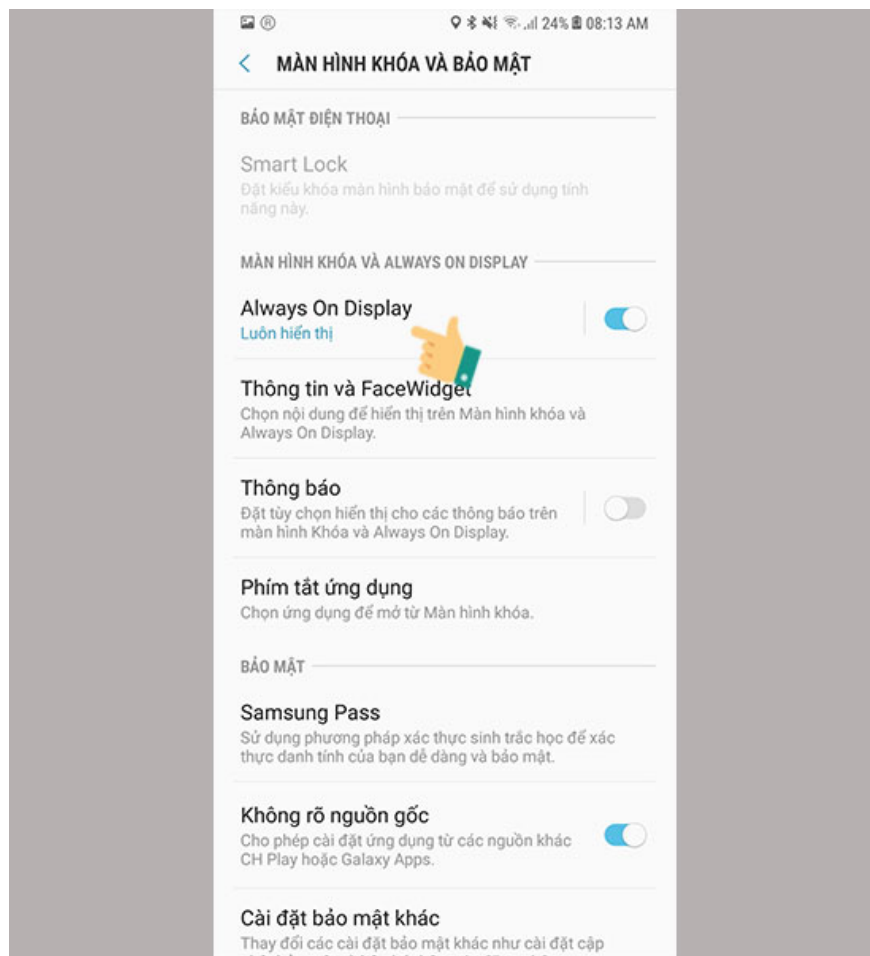 ® 24% 08:13 AM
MÀN HÌNH KHÓA VÀ BẢO MẬT
BẢO MẬT ĐIỆN THOẠI
Smart Lock
Đặt kiểu khóa màn hình bảo mật để sử dụng tính
năng này.
MÀN HÌNH KHÓA VÀ ALWAYS ON DISPLAY
Always On Display
Luôn hiển thị
Thông tin và FaceWidget
Chọn nội dung để hiển thị trên Màn hình khóa và
Always On Display.
Thông báo
Đặt tùy chọn hiển thị cho các thông báo trên
màn hình Khóa và Always On Display.
Phím tắt ứng dụng
Chọn ứng dụng để mở từ Màn hình khóa.
BẢO MẬT
Samsung Pass
Sử dụng phương pháp xác thực sinh trắc học để xác
thực danh tính của bạn dễ dàng và bảo mật.
Không rõ nguồn gốc
Cho phép cài đặt ứng dụng từ các nguồn khác
CH Play hoặc Galaxy Apps.
Cài đặt bảo mật khác
Thay đổi các cài đặt bảo mật khác như cài đặt cập